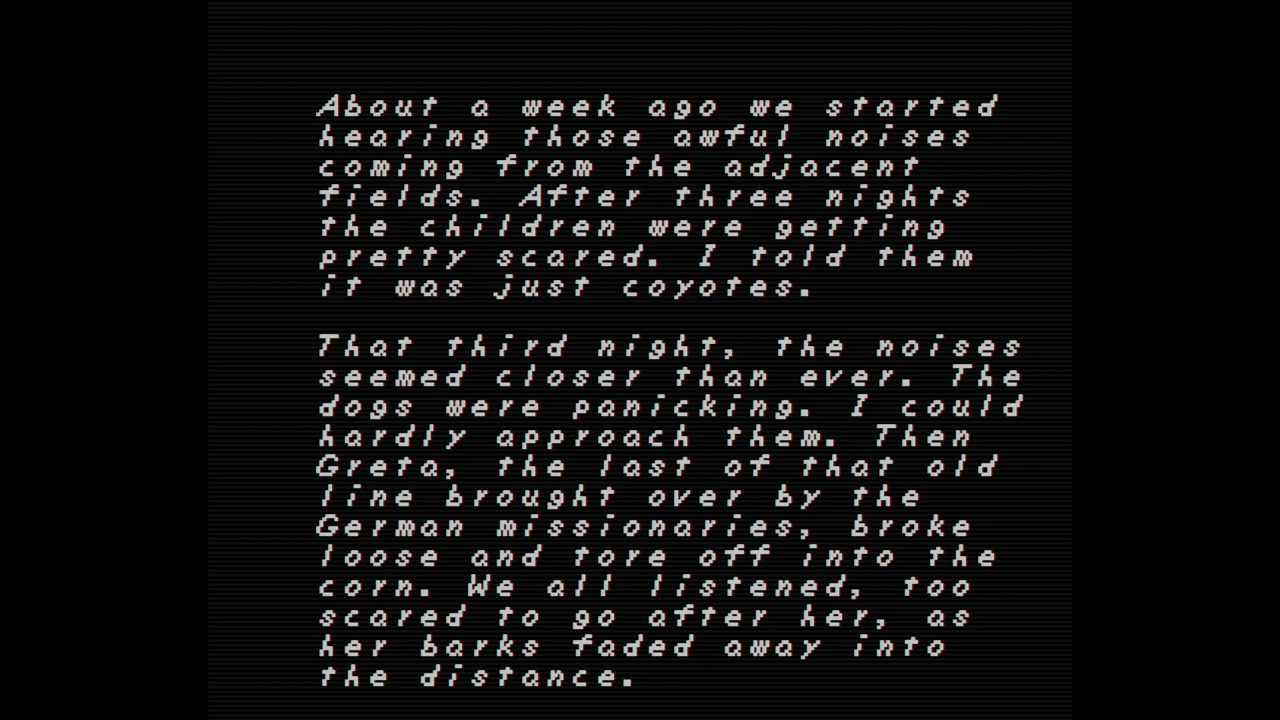 About a week ago we started
hearing those awful noises
coming from the adjacent
fields. After three nights
the children were getting
pretty scared. I told them
it was just coyotes.
That third night, the noises
seemed closer than ever. The
dogs were panicking. I could
hardly approach them. Then
Greta, the last of that old
line brought over by the
German missionaries, broke
loose and tore off into the
corn. We all listened, too
scared to go after her, as
her barks faded away into
the distance.